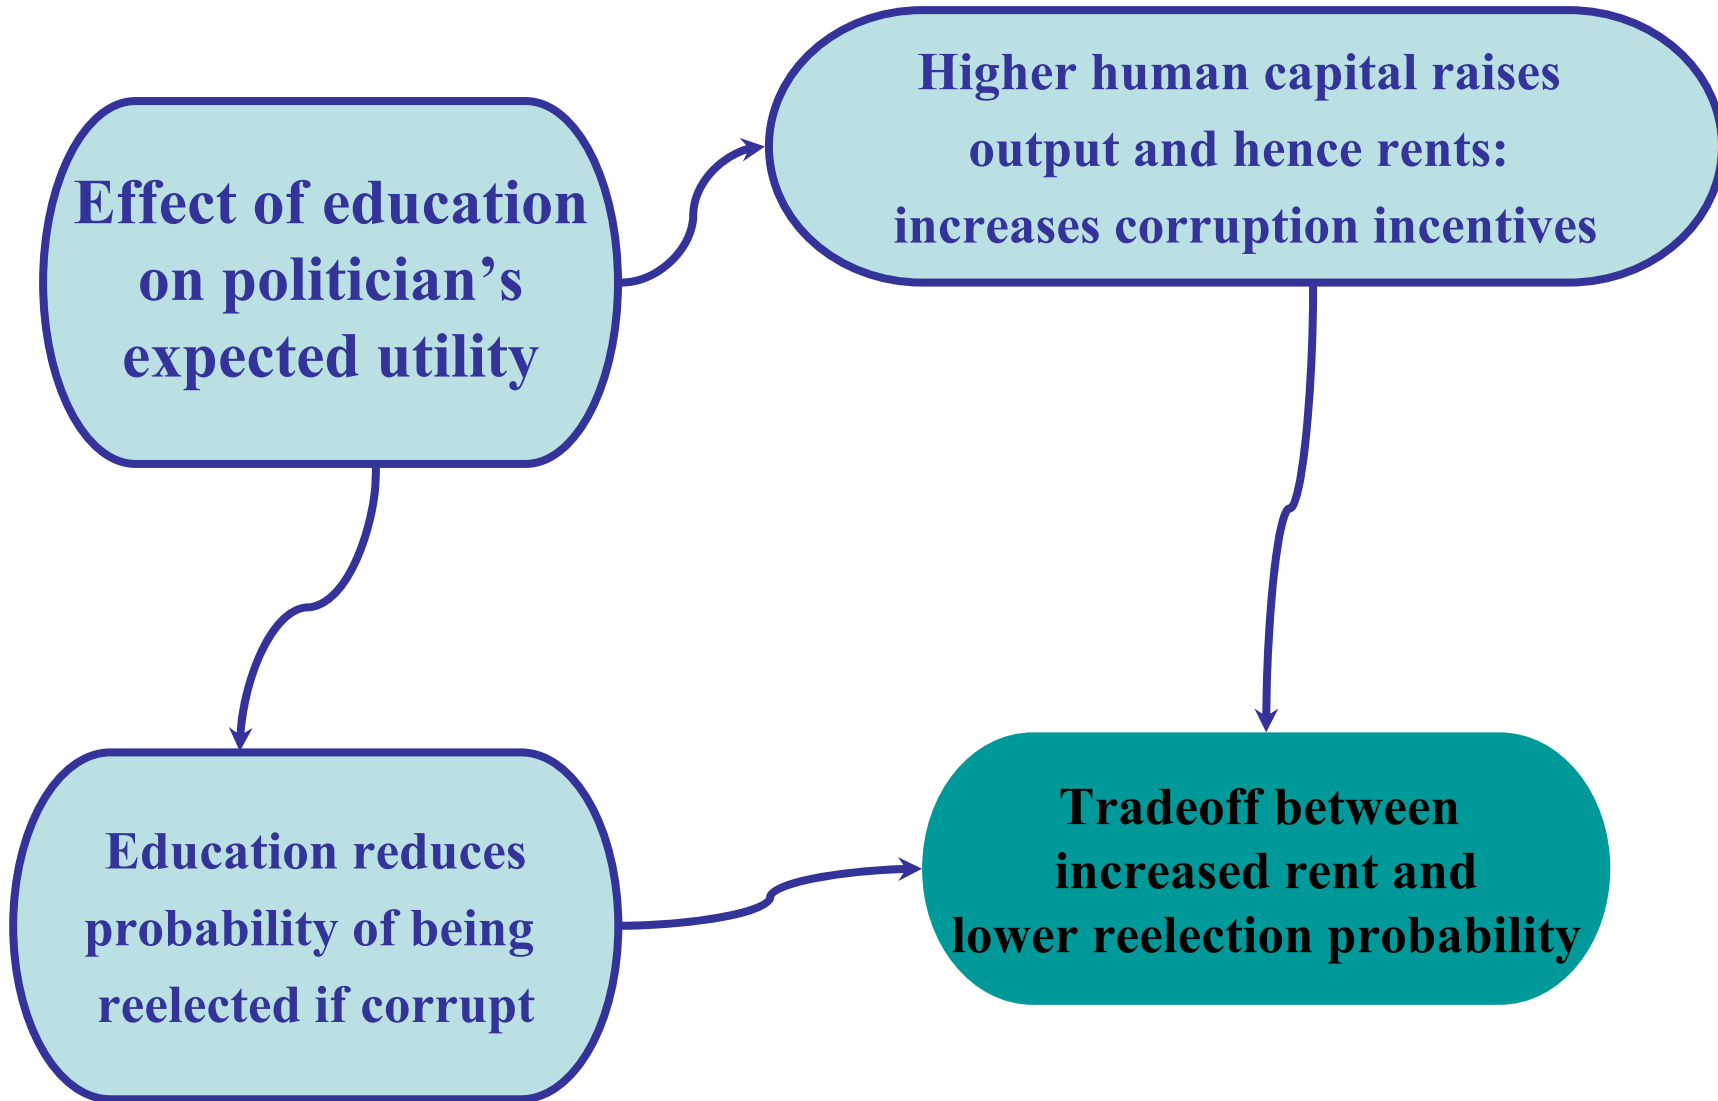 Effect of education
on politician’s
expected utility
Higher human capital raises
output and hence rents:
increases corruption incentives
Education reduces
probability of being
reelected if corrupt
Tradeoff between
increased rent and
lower reelection probability